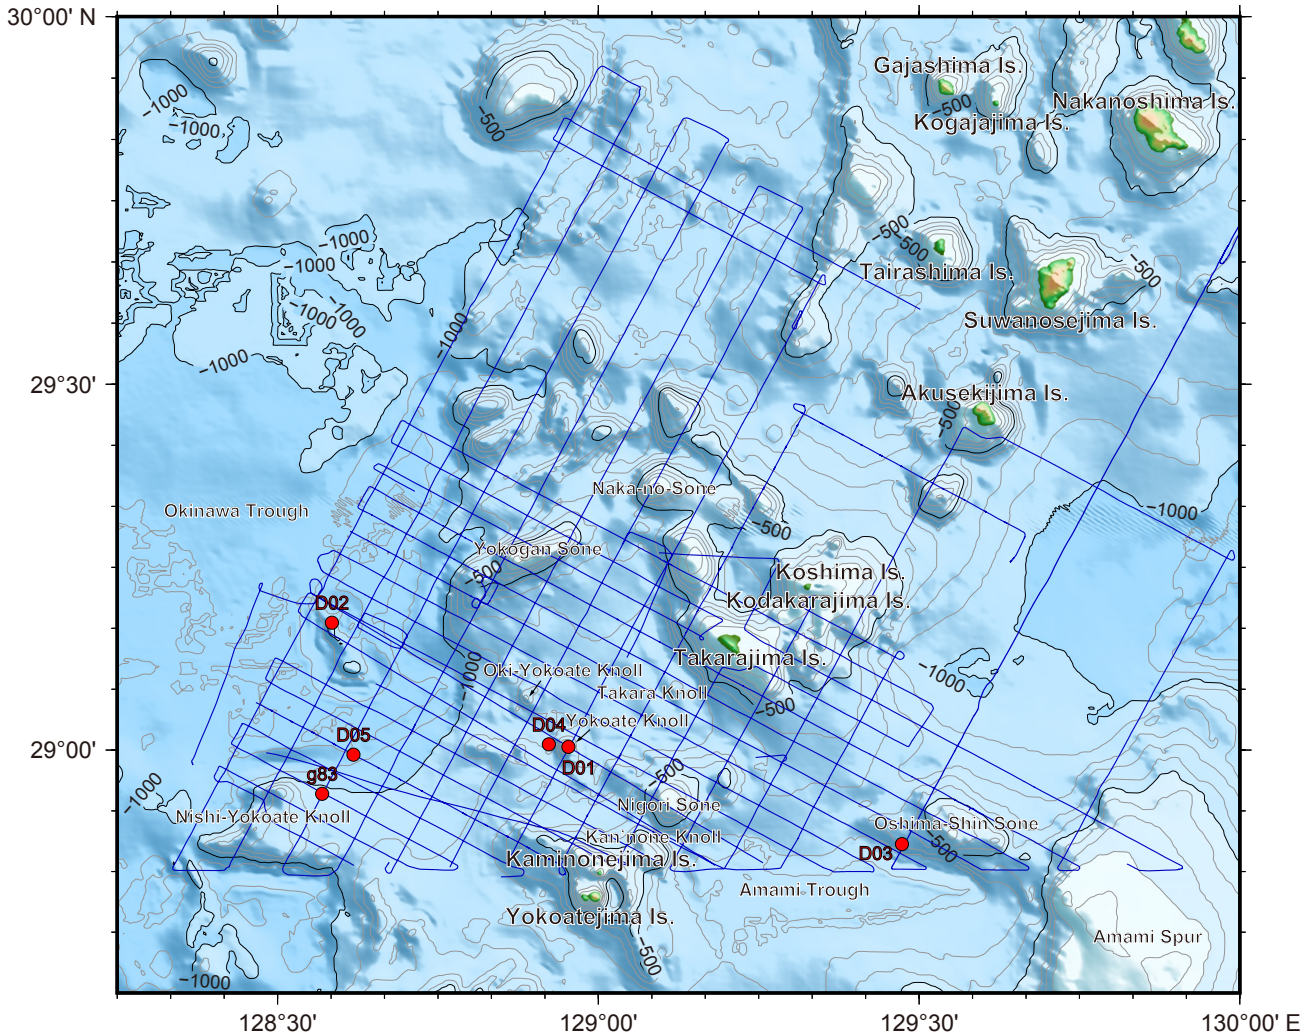 30°00' N
Gajashima Is.
−500
Nakanoshima Is.
Kogajajima Is.
−1000
−1000
−500
−1000
−1000
−1000
−1000
−1000
−1000
−500
−500
Tairashima Is.
−500
Suwanosejima Is.
29°30'
Akusekijima Is.
−500
Naka-no-Sone
Okinawa Trough
−500
−1000
Yokogan Sone
−500
Koshima Is.
Kodakarajima Is.
D02
Takarajima Is.
Oki-Yokoate Knoll
−1000
−1000
Takara Knoll
−500
D04
Yokoate Knoll
D05
29°00'
D01
g83
−500
−1000
Nigori Sone
Nishi-Yokoate Knoll
Oshima-Shin Sone
Kan'none Knoll
−500
D03
Kaminonejima Is.
Amami Trough
Yokoatejima Is.
Amami Spur
−500
−1000
128°30'
129°00'
129°30'
130°00' E